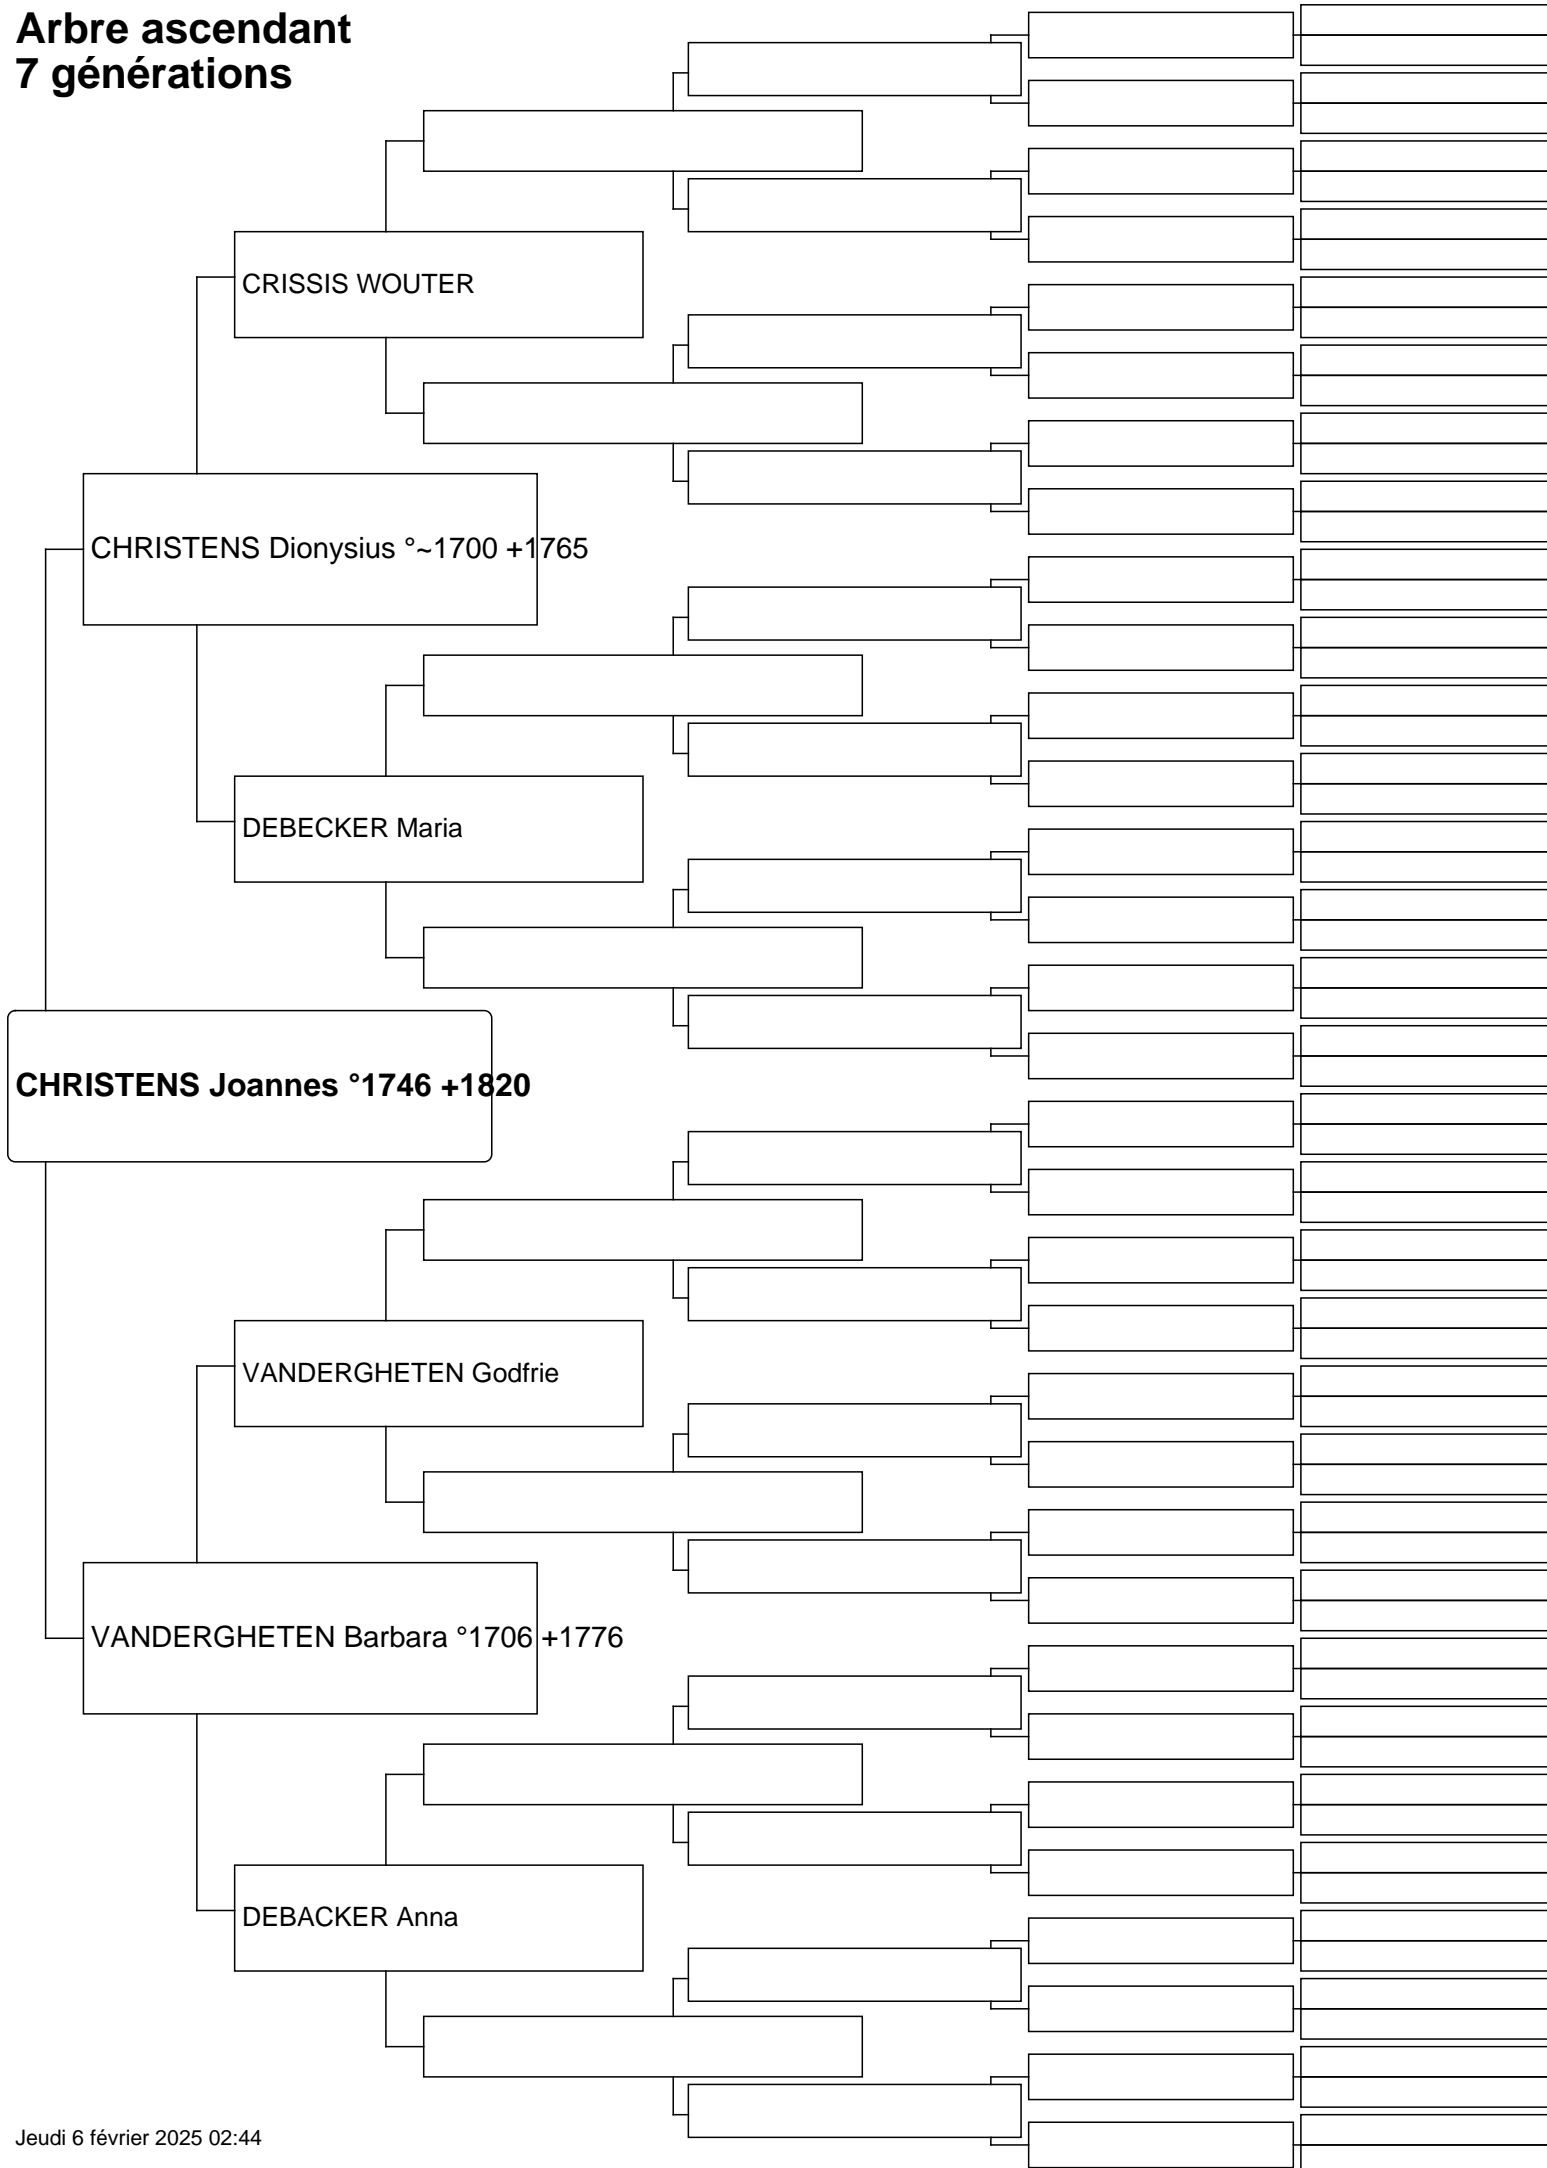 Arbre ascendant
7 générations
CRISSIS WOUTER
CHRISTENS Dionysius °~1700 +1765
DEBECKER Maria
CHRISTENS Joannes °1746 +1820
VANDERGHETEN Godfrie
VANDERGHETEN Barbara °1706 +1776
DEBACKER Anna
Jeudi 6 février 2025 02:44